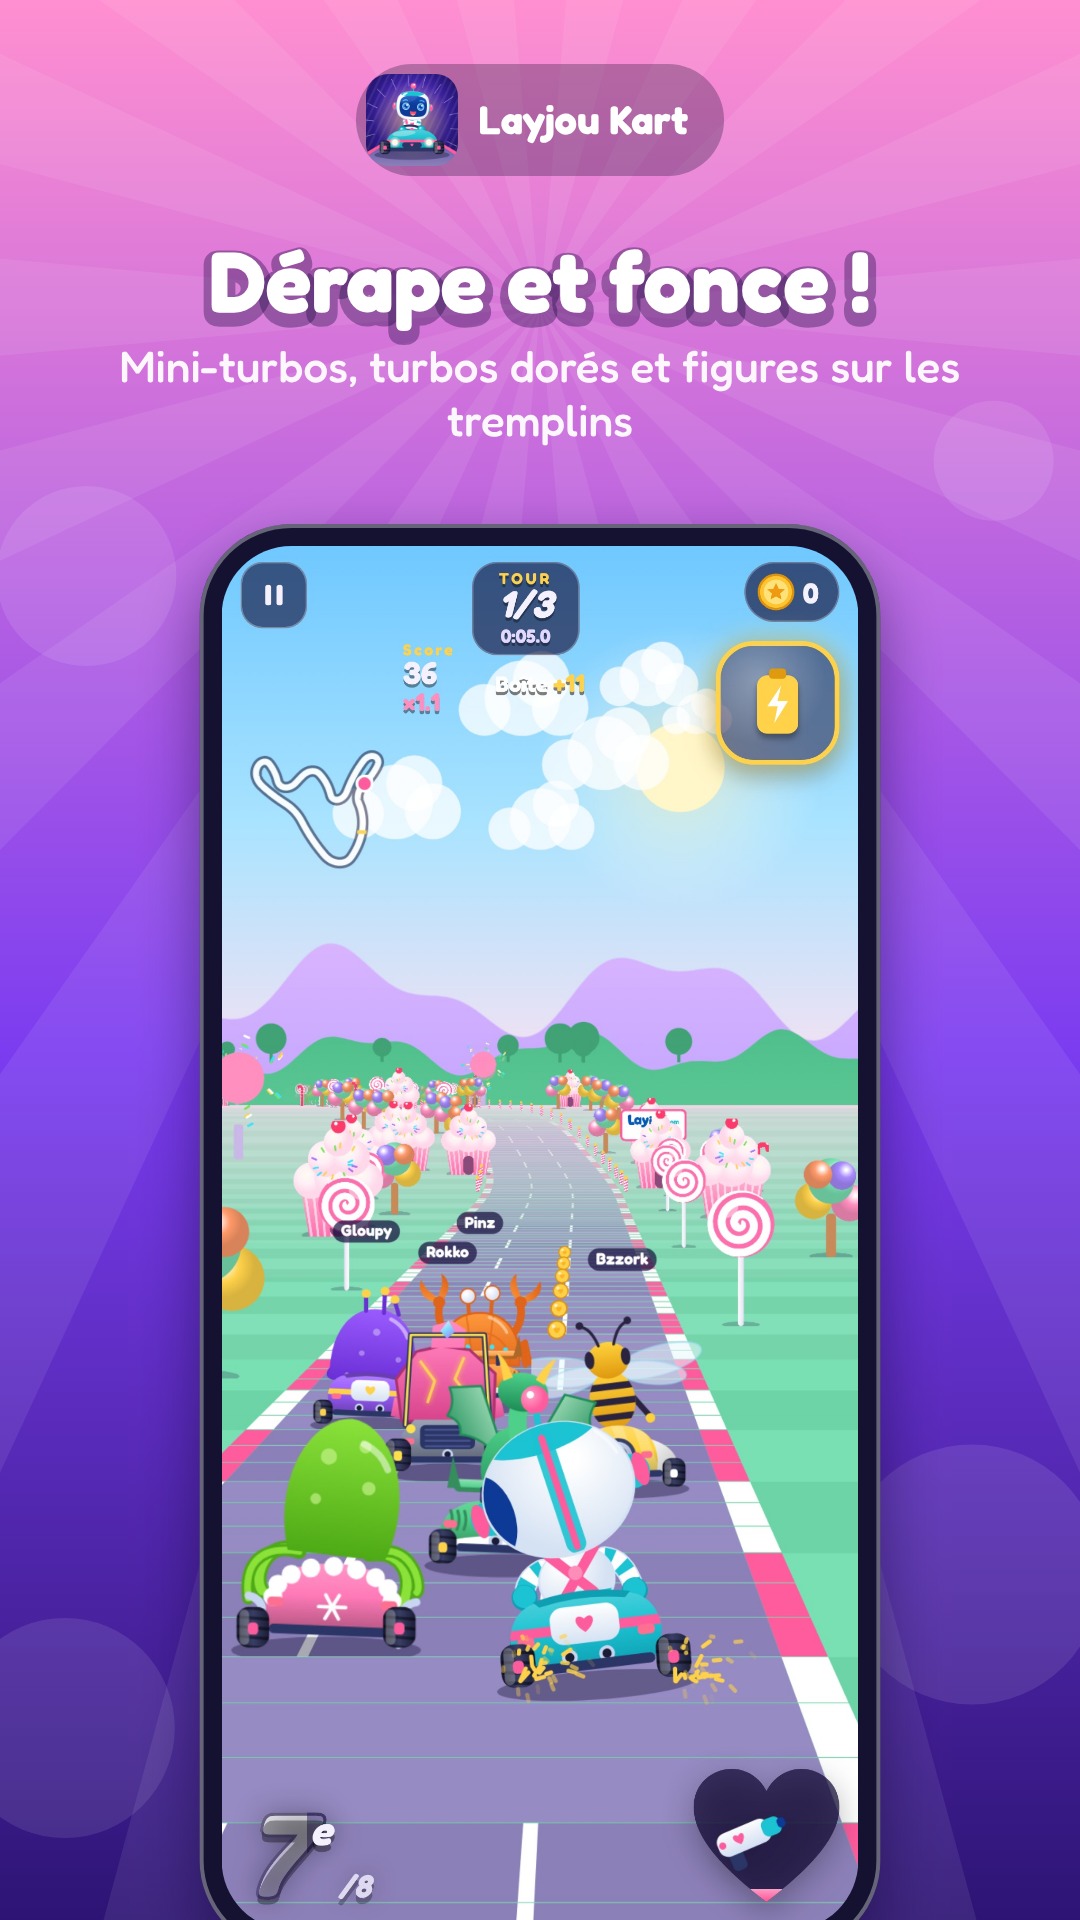 Layjou Kart
Dérape et fonce !
Mini-turbos, turbos dorés et figures sur les
tremplins
TOUR
1/3
0:05.0
0
Score
36
×1.1
Boîte +11
Gloupy
Pinz
Rokko
Bzzork
7e /8